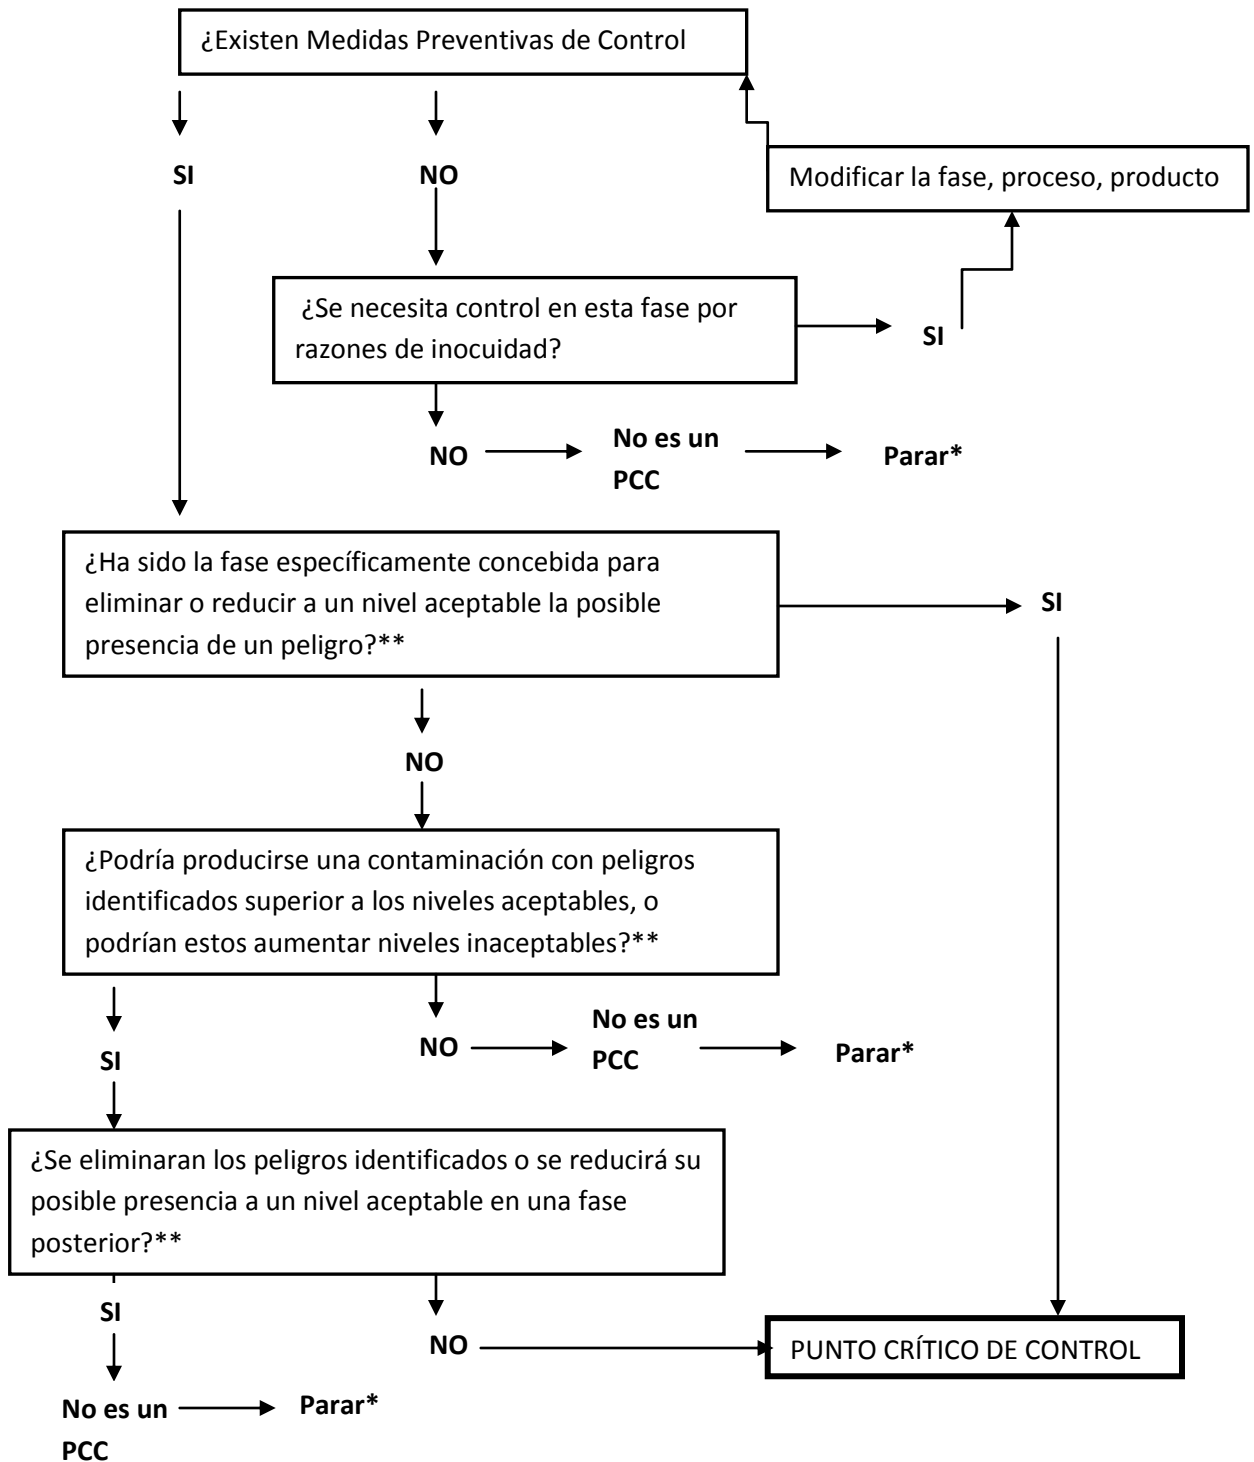 ¿Existen Medidas Preventivas de Control
SI
NO
Modificar la fase, proceso, producto
¿Se necesita control en esta fase por
razones de inocuidad?
SI
NO
No es un
PCC
Parar*
¿Ha sido la fase específicamente concebida para
eliminar o reducir a un nivel aceptable la posible
presencia de un peligro?**
SI
NO
¿Podría producirse una contaminación con peligros
identificados superior a los niveles aceptables, o
podrían estos aumentar niveles inaceptables?**
SI
NO
No es un
PCC
Parar*
¿Se eliminaran los peligros identificados o se reducirá su
posible presencia a un nivel aceptable en una fase
posterior?**
SI
NO
PUNTO CRÍTICO DE CONTROL
No es un
PCC
Parar*